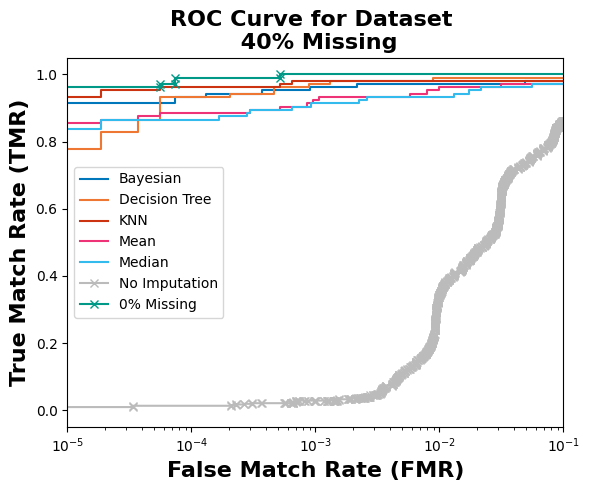 ROC Curve for Dataset
40% Missing
True Match Rate (TMR)
1.0
0.8
0.6
0.4
0.2
0.0
Bayesian
Decision Tree
KNN
Mean
Median
No Imputation
0% Missing
10⁻⁵ 10⁻⁴ 10⁻³ 10⁻² 10⁻¹
False Match Rate (FMR)